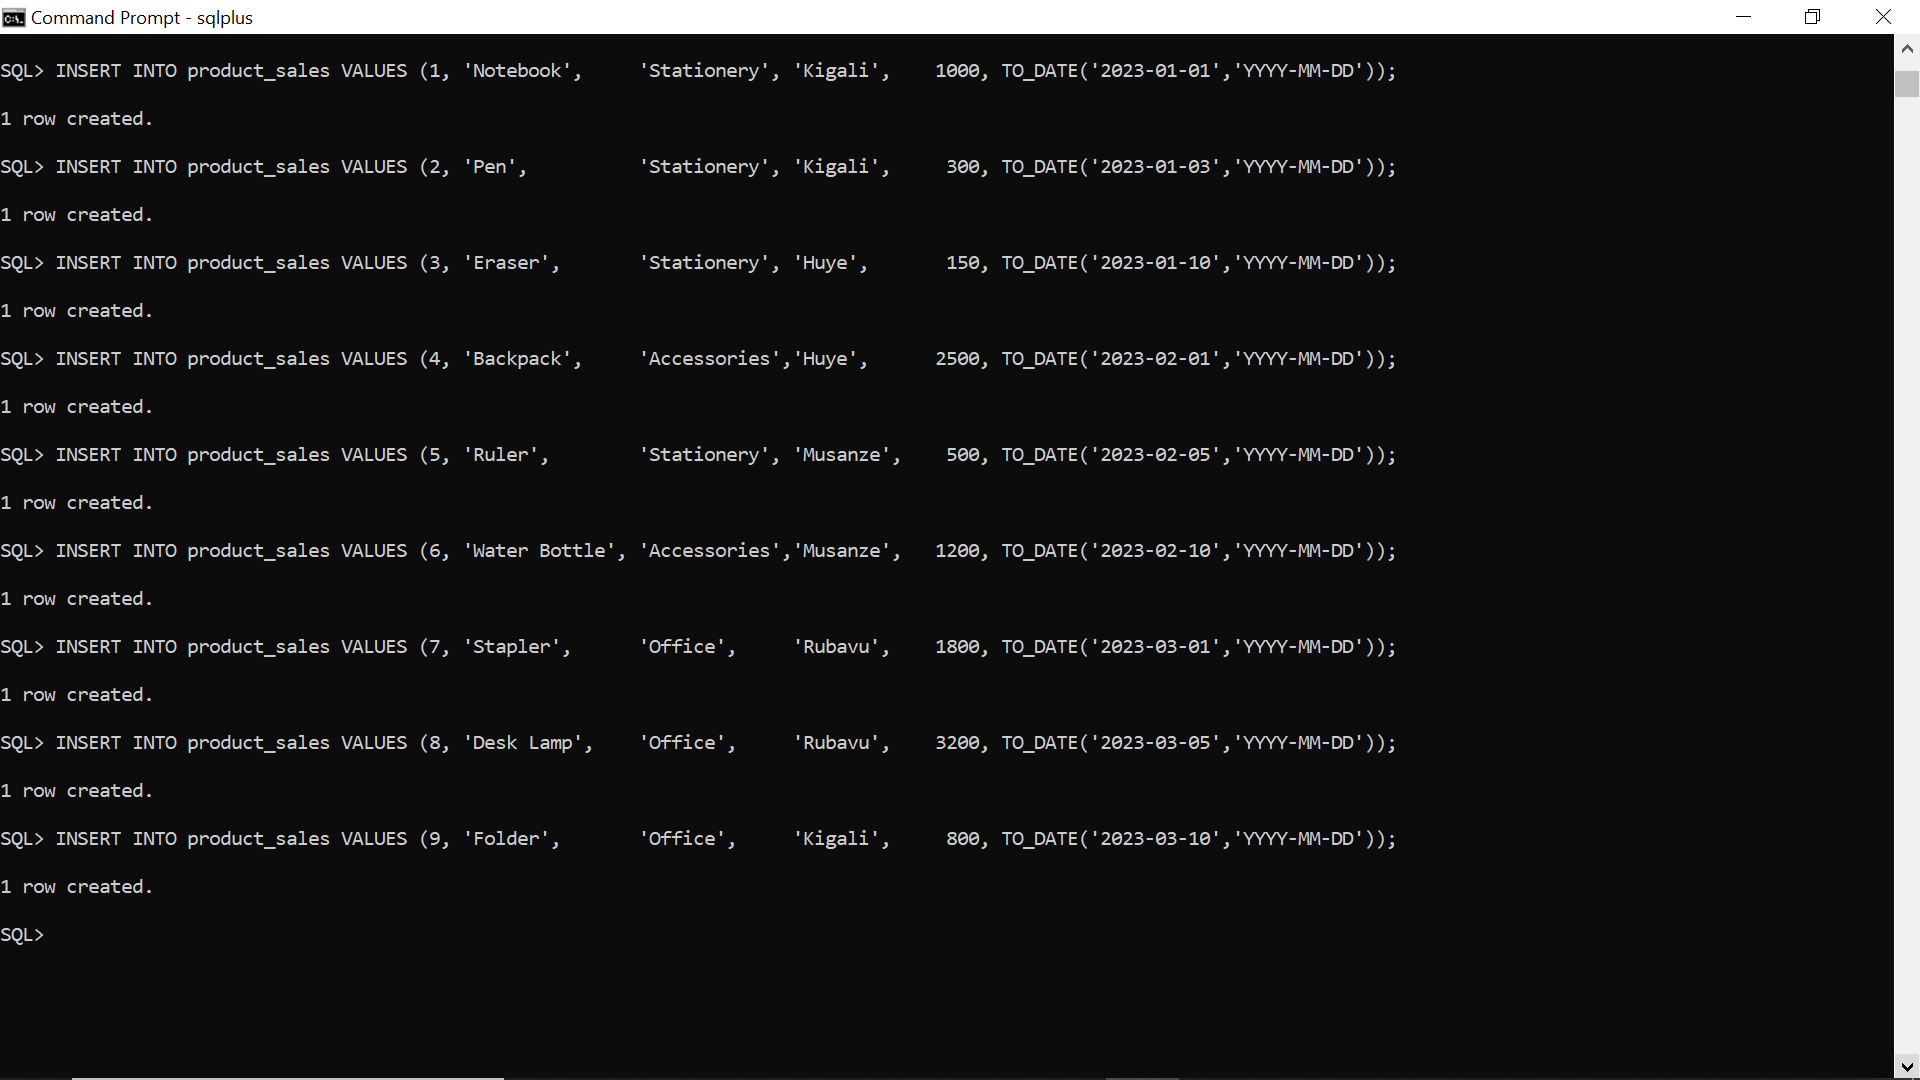 Command Prompt - sqlplus
SQL> INSERT INTO product_sales VALUES (1, 'Notebook',     'Stationery', 'Kigali',    1000, TO_DATE('2023-01-01','YYYY-MM-DD'));
1 row created.
SQL> INSERT INTO product_sales VALUES (2, 'Pen',          'Stationery', 'Kigali',     300, TO_DATE('2023-01-03','YYYY-MM-DD'));
1 row created.
SQL> INSERT INTO product_sales VALUES (3, 'Eraser',       'Stationery', 'Huye',       150, TO_DATE('2023-01-10','YYYY-MM-DD'));
1 row created.
SQL> INSERT INTO product_sales VALUES (4, 'Backpack',     'Accessories','Huye',      2500, TO_DATE('2023-02-01','YYYY-MM-DD'));
1 row created.
SQL> INSERT INTO product_sales VALUES (5, 'Ruler',        'Stationery', 'Musanze',    500, TO_DATE('2023-02-05','YYYY-MM-DD'));
1 row created.
SQL> INSERT INTO product_sales VALUES (6, 'Water Bottle', 'Accessories','Musanze',   1200, TO_DATE('2023-02-10','YYYY-MM-DD'));
1 row created.
SQL> INSERT INTO product_sales VALUES (7, 'Stapler',      'Office',     'Rubavu',    1800, TO_DATE('2023-03-01','YYYY-MM-DD'));
1 row created.
SQL> INSERT INTO product_sales VALUES (8, 'Desk Lamp',    'Office',     'Rubavu',    3200, TO_DATE('2023-03-05','YYYY-MM-DD'));
1 row created.
SQL> INSERT INTO product_sales VALUES (9, 'Folder',       'Office',     'Kigali',     800, TO_DATE('2023-03-10','YYYY-MM-DD'));
1 row created.
SQL>